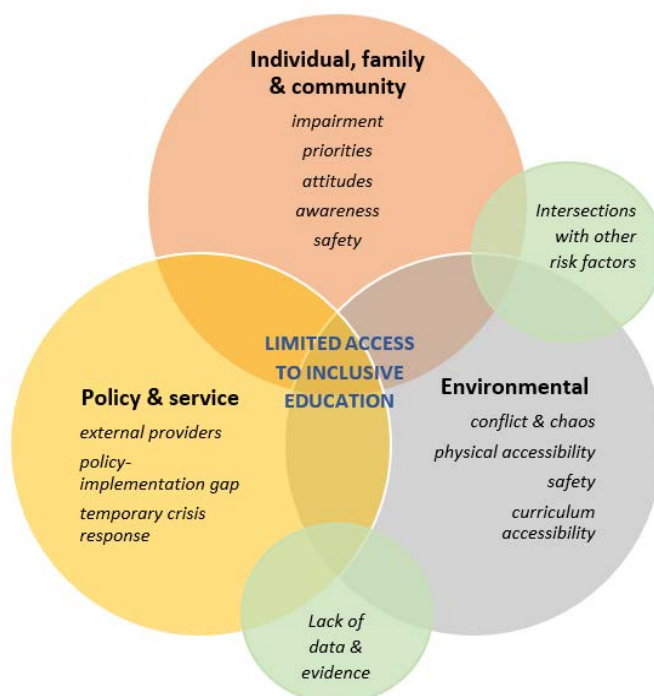 Individual, family
& community
impairment
priorities
attitudes
awareness
safety
Intersections
with other
risk factors
LIMITED ACCESS
TO INCLUSIVE
EDUCATION
Policy & service
external providers
policy-
implementation gap
temporary crisis
response
Environmental
conflict & chaos
physical accessibility
safety
curriculum
accessibility
Lack of
data &
evidence